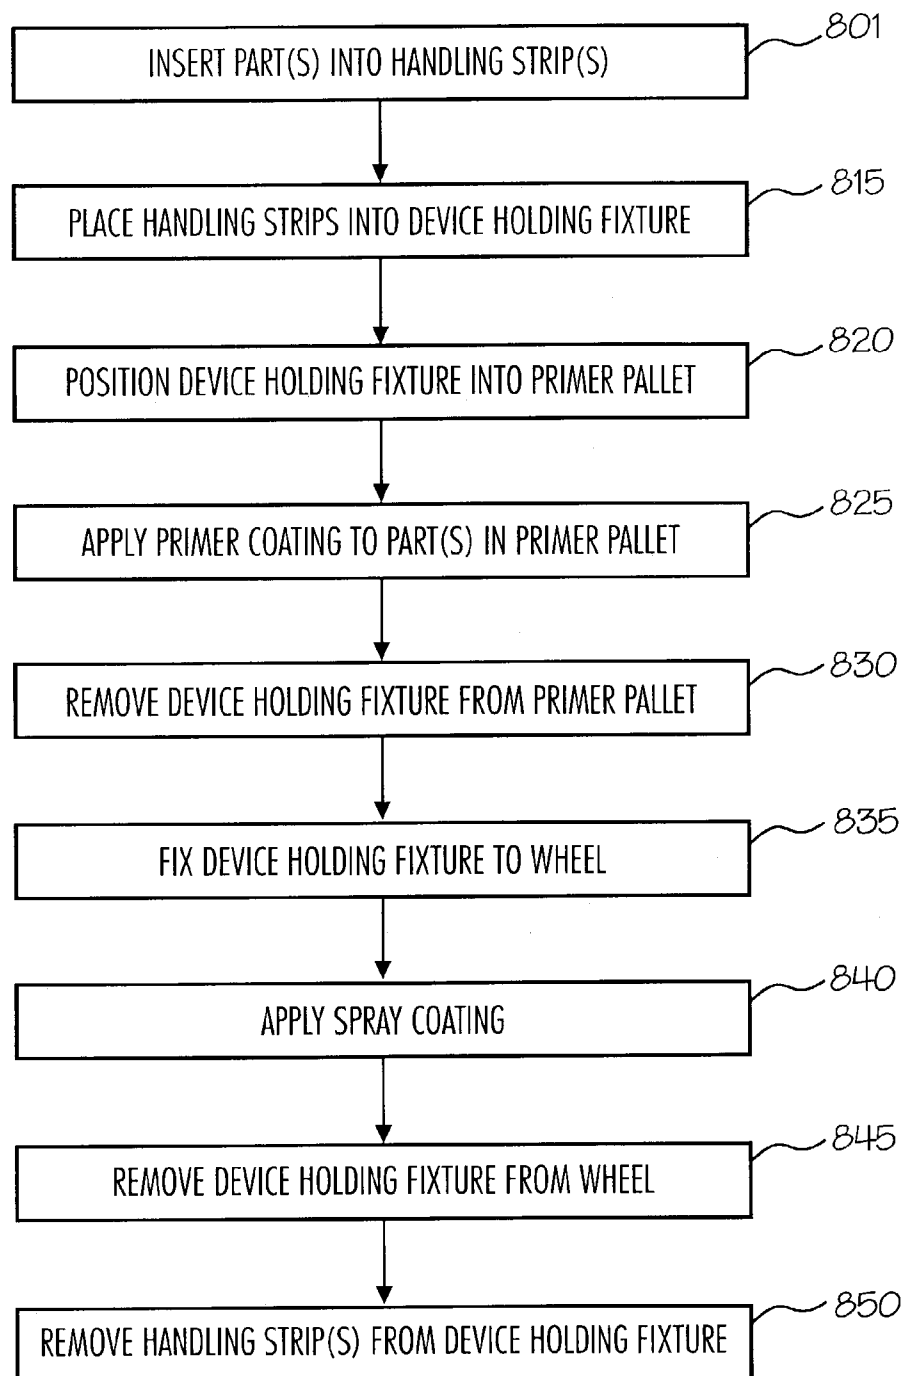 801
INSERT PART(S) INTO HANDLING STRIP(S)
815
PLACE HANDLING STRIPS INTO DEVICE HOLDING FIXTURE
820
POSITION DEVICE HOLDING FIXTURE INTO PRIMER PALLET
825
APPLY PRIMER COATING TO PART(S) IN PRIMER PALLET
830
REMOVE DEVICE HOLDING FIXTURE FROM PRIMER PALLET
835
FIX DEVICE HOLDING FIXTURE TO WHEEL
840
APPLY SPRAY COATING
845
REMOVE DEVICE HOLDING FIXTURE FROM WHEEL
850
REMOVE HANDLING STRIP(S) FROM DEVICE HOLDING FIXTURE